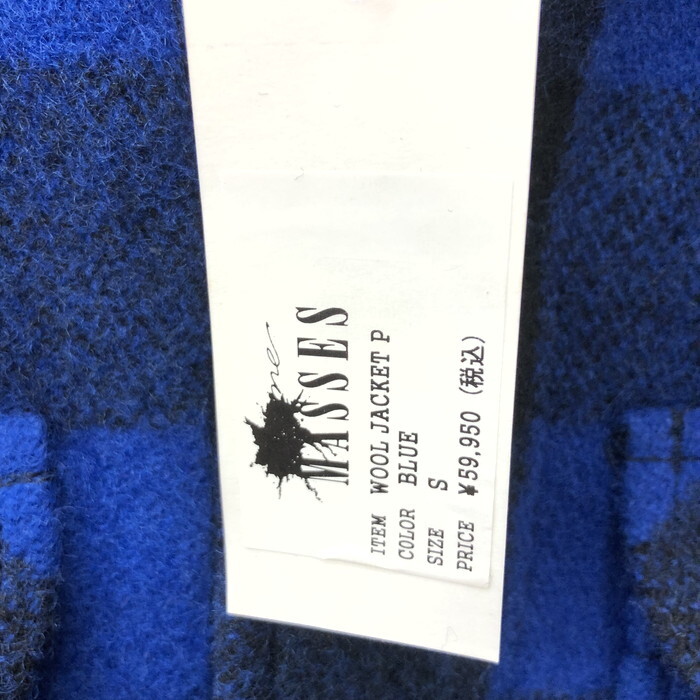 MASSES
ITEM WOOL JACKET P
COLOR BLUE
SIZE S
PRICE ¥59,950 (税込)